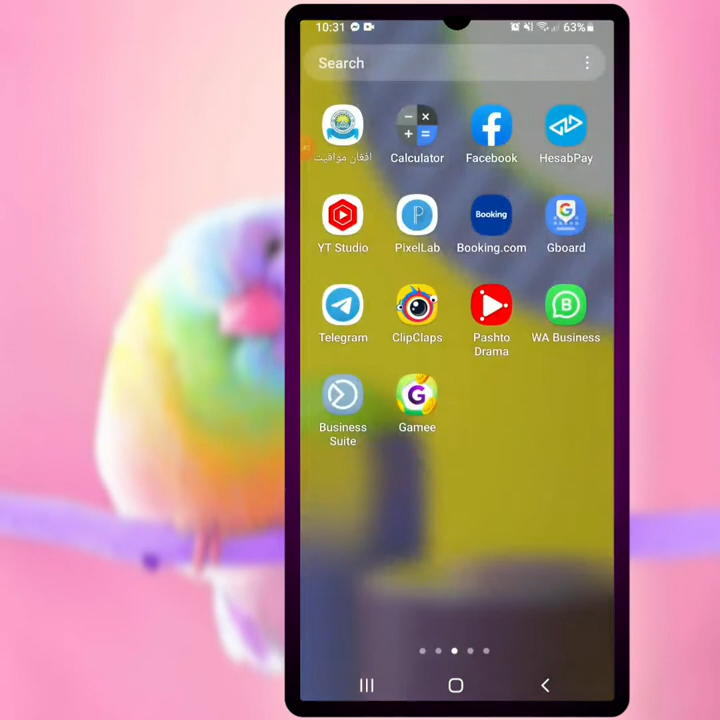 10:31
63%
Search
افغان مواقیت
Calculator
Facebook
HesabPay
YT Studio
PixelLab
Booking
Booking.com
Gboard
Telegram
ClipClaps
Pashto
Drama
WA Business
Business
Suite
Gamee